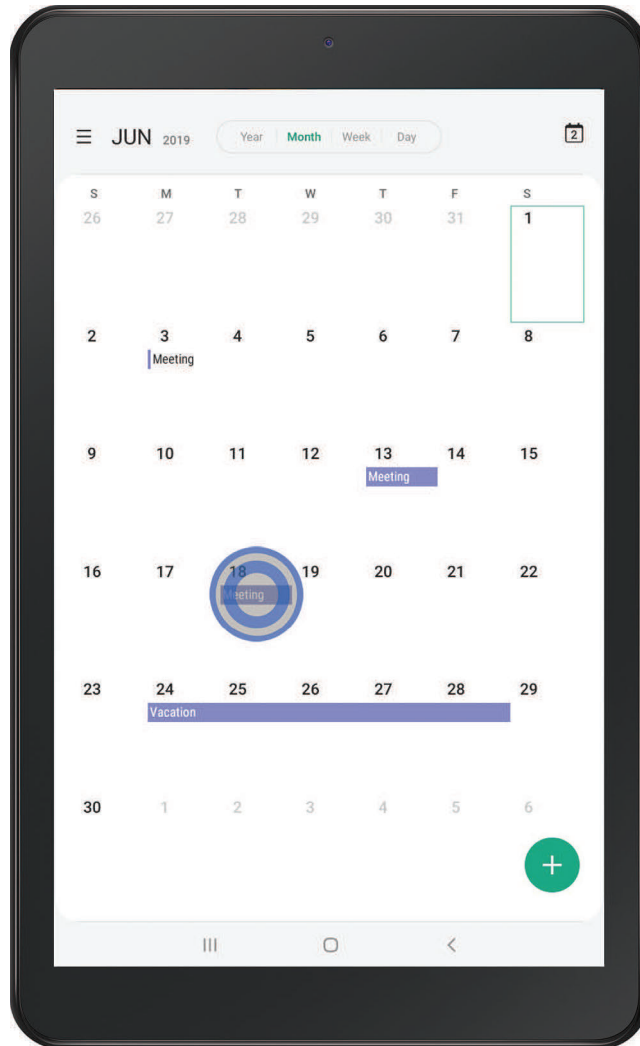 JUN 2019 Year Month Week Day 2
S M T W T F S
26 27 28 29 30 31 1
2 3 4 5 6 7 8
Meeting
9 10 11 12 13 14 15
Meeting
16 17 18 19 20 21 22
Meeting
23 24 25 26 27 28 29
Vacation
30 1 2 3 4 5 6